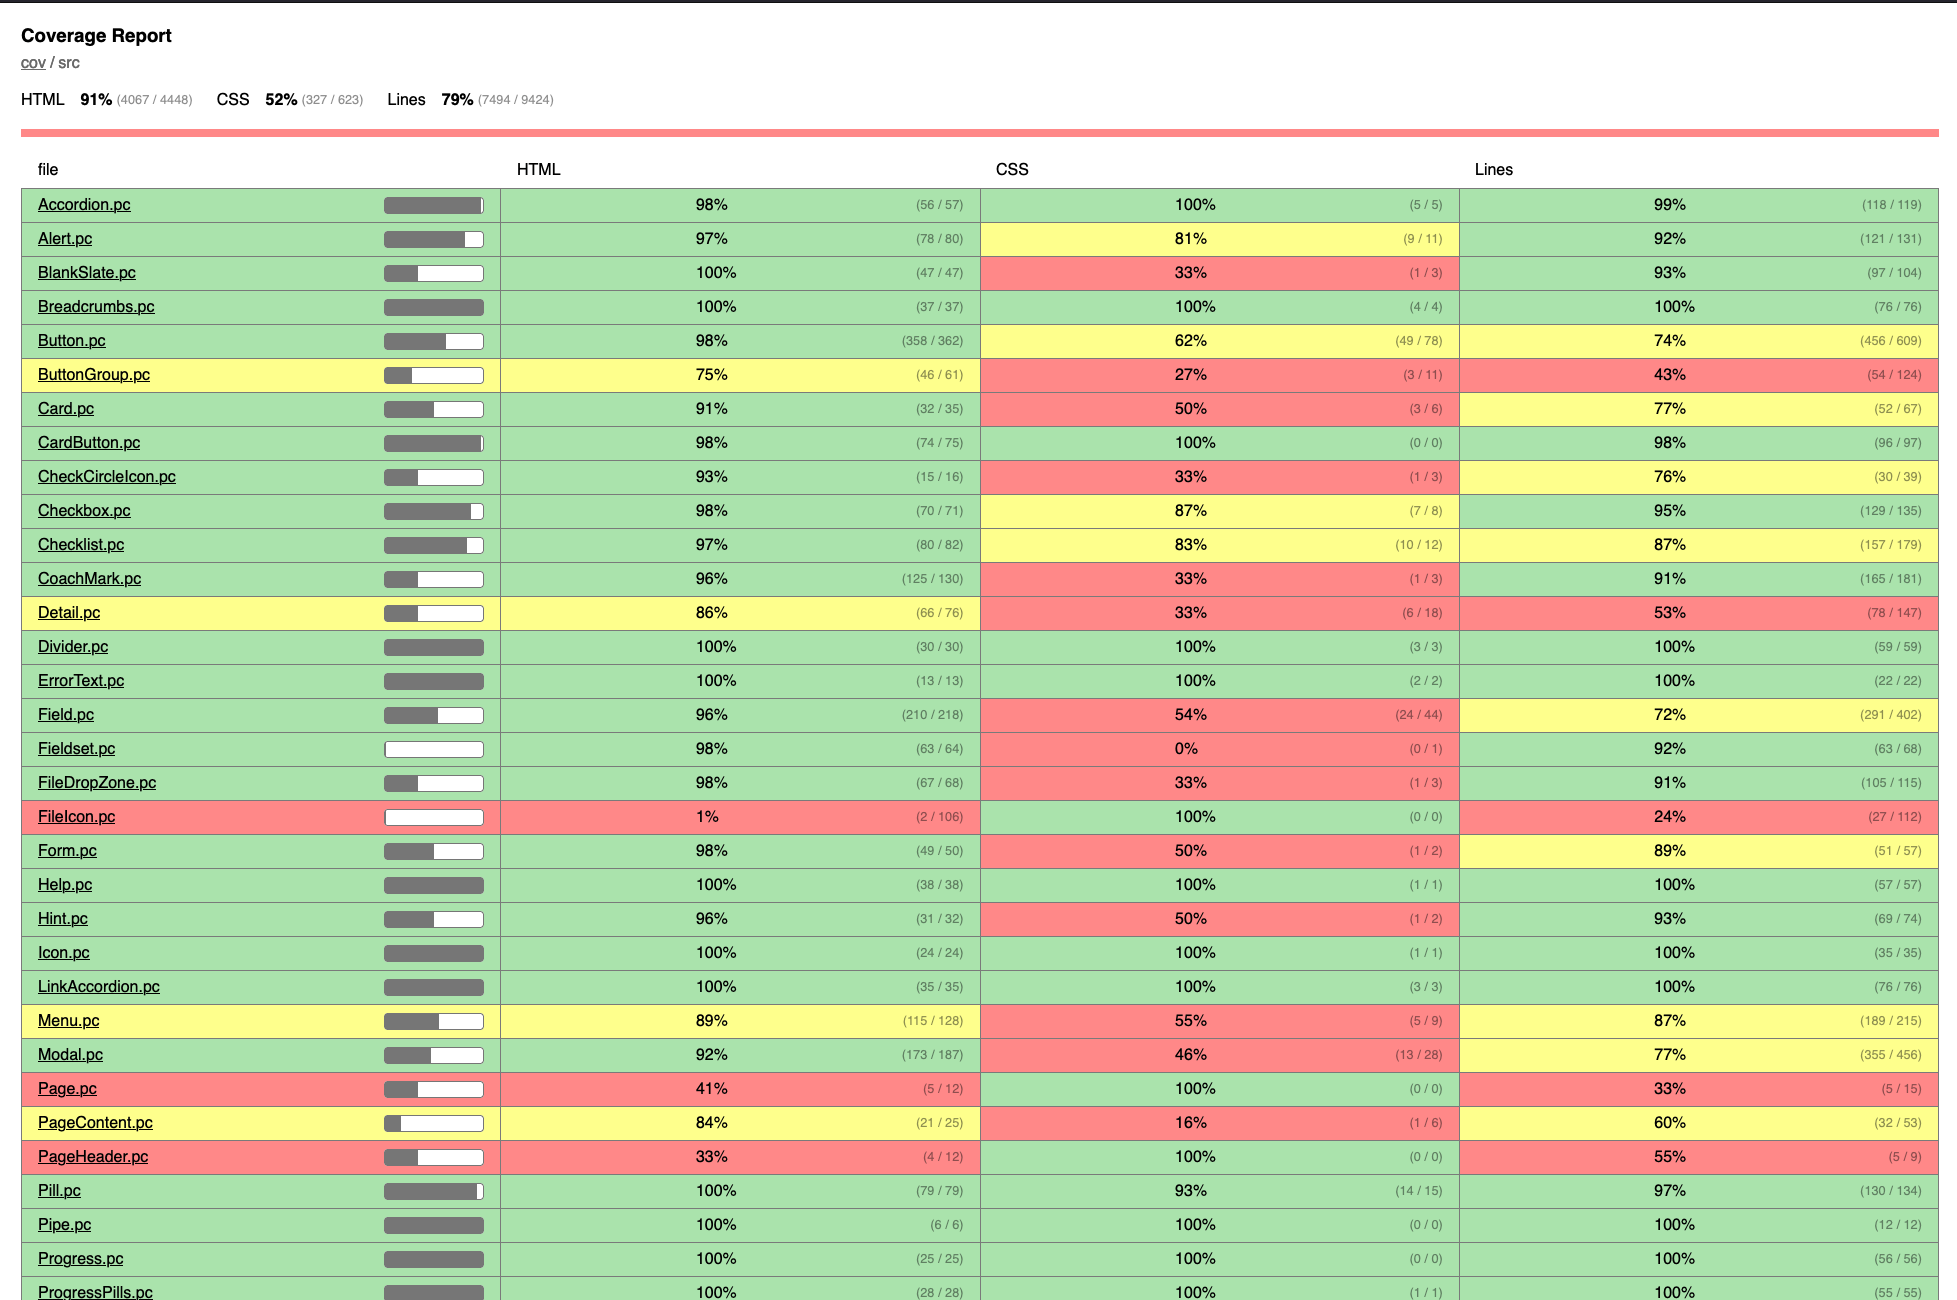 Coverage Report
cov / src
HTML 91% (4067 / 4448) CSS 52% (327 / 623) Lines 79% (7494 / 9424)
file HTML CSS Lines
Accordion.pc 98% (56 / 57) 100% (5 / 5) 99% (118 / 119)
Alert.pc 97% (78 / 80) 81% (9 / 11) 92% (121 / 131)
BlankSlate.pc 100% (47 / 47) 33% (1 / 3) 93% (97 / 104)
Breadcrumbs.pc 100% (37 / 37) 100% (4 / 4) 100% (76 / 76)
Button.pc 98% (358 / 362) 62% (49 / 78) 74% (456 / 609)
ButtonGroup.pc 75% (46 / 61) 27% (3 / 11) 43% (54 / 124)
Card.pc 91% (32 / 35) 50% (3 / 6) 77% (52 / 67)
CardButton.pc 98% (74 / 75) 100% (0 / 0) 98% (96 / 97)
CheckCircleIcon.pc 93% (15 / 16) 33% (1 / 3) 76% (30 / 39)
Checkbox.pc 98% (70 / 71) 87% (7 / 8) 95% (129 / 135)
Checklist.pc 97% (80 / 82) 83% (10 / 12) 87% (157 / 179)
CoachMark.pc 96% (125 / 130) 33% (1 / 3) 91% (165 / 181)
Detail.pc 86% (66 / 76) 33% (6 / 18) 53% (78 / 147)
Divider.pc 100% (30 / 30) 100% (3 / 3) 100% (59 / 59)
ErrorText.pc 100% (13 / 13) 100% (2 / 2) 100% (22 / 22)
Field.pc 96% (210 / 218) 54% (24 / 44) 72% (291 / 402)
Fieldset.pc 98% (63 / 64) 0% (0 / 1) 92% (63 / 68)
FileDropZone.pc 98% (67 / 68) 33% (1 / 3) 91% (105 / 115)
FileIcon.pc 1% (2 / 106) 100% (0 / 0) 24% (27 / 112)
Form.pc 98% (49 / 50) 50% (1 / 2) 89% (51 / 57)
Help.pc 100% (38 / 38) 100% (1 / 1) 100% (57 / 57)
Hint.pc 96% (31 / 32) 50% (1 / 2) 93% (69 / 74)
Icon.pc 100% (24 / 24) 100% (1 / 1) 100% (35 / 35)
LinkAccordion.pc 100% (35 / 35) 100% (3 / 3) 100% (76 / 76)
Menu.pc 89% (115 / 128) 55% (5 / 9) 87% (189 / 215)
Modal.pc 92% (173 / 187) 46% (13 / 28) 77% (355 / 456)
Page.pc 41% (5 / 12) 100% (0 / 0) 33% (5 / 15)
PageContent.pc 84% (21 / 25) 16% (1 / 6) 60% (32 / 53)
PageHeader.pc 33% (4 / 12) 100% (0 / 0) 55% (5 / 9)
Pill.pc 100% (79 / 79) 93% (14 / 15) 97% (130 / 134)
Pipe.pc 100% (6 / 6) 100% (0 / 0) 100% (12 / 12)
Progress.pc 100% (25 / 25) 100% (0 / 0) 100% (56 / 56)
ProgressPills.pc 100% (28 / 28) 100% (1 / 1) 100% (55 / 55)